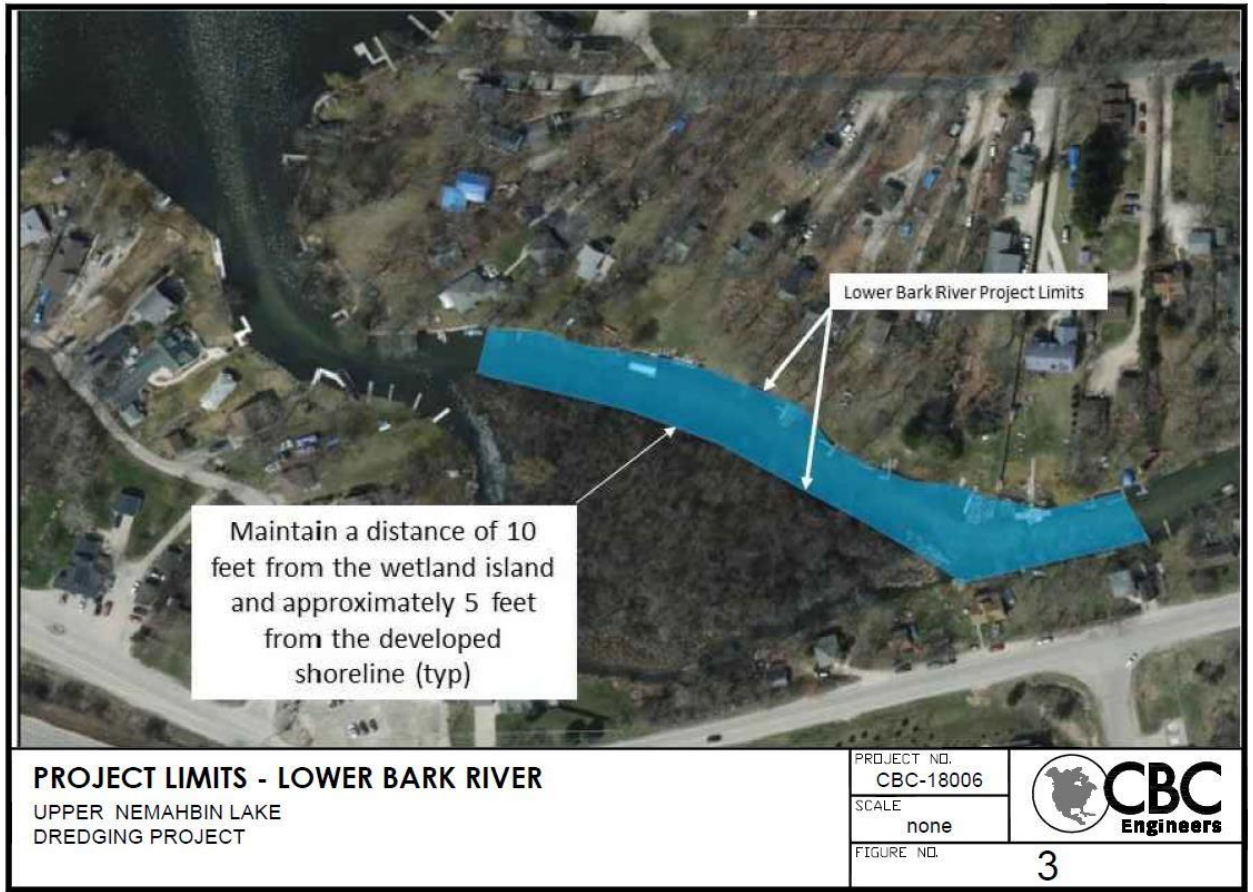 Lower Bark River Project Limits
Maintain a distance of 10
feet from the wetland island
and approximately 5 feet
from the developed
shoreline (typ)
PROJECT LIMITS - LOWER BARK RIVER
UPPER NEMAHBIN LAKE
DREDGING PROJECT
PROJECT NO.
CBC-18006
SCALE
none
FIGURE NO.
3
CBC
Engineers